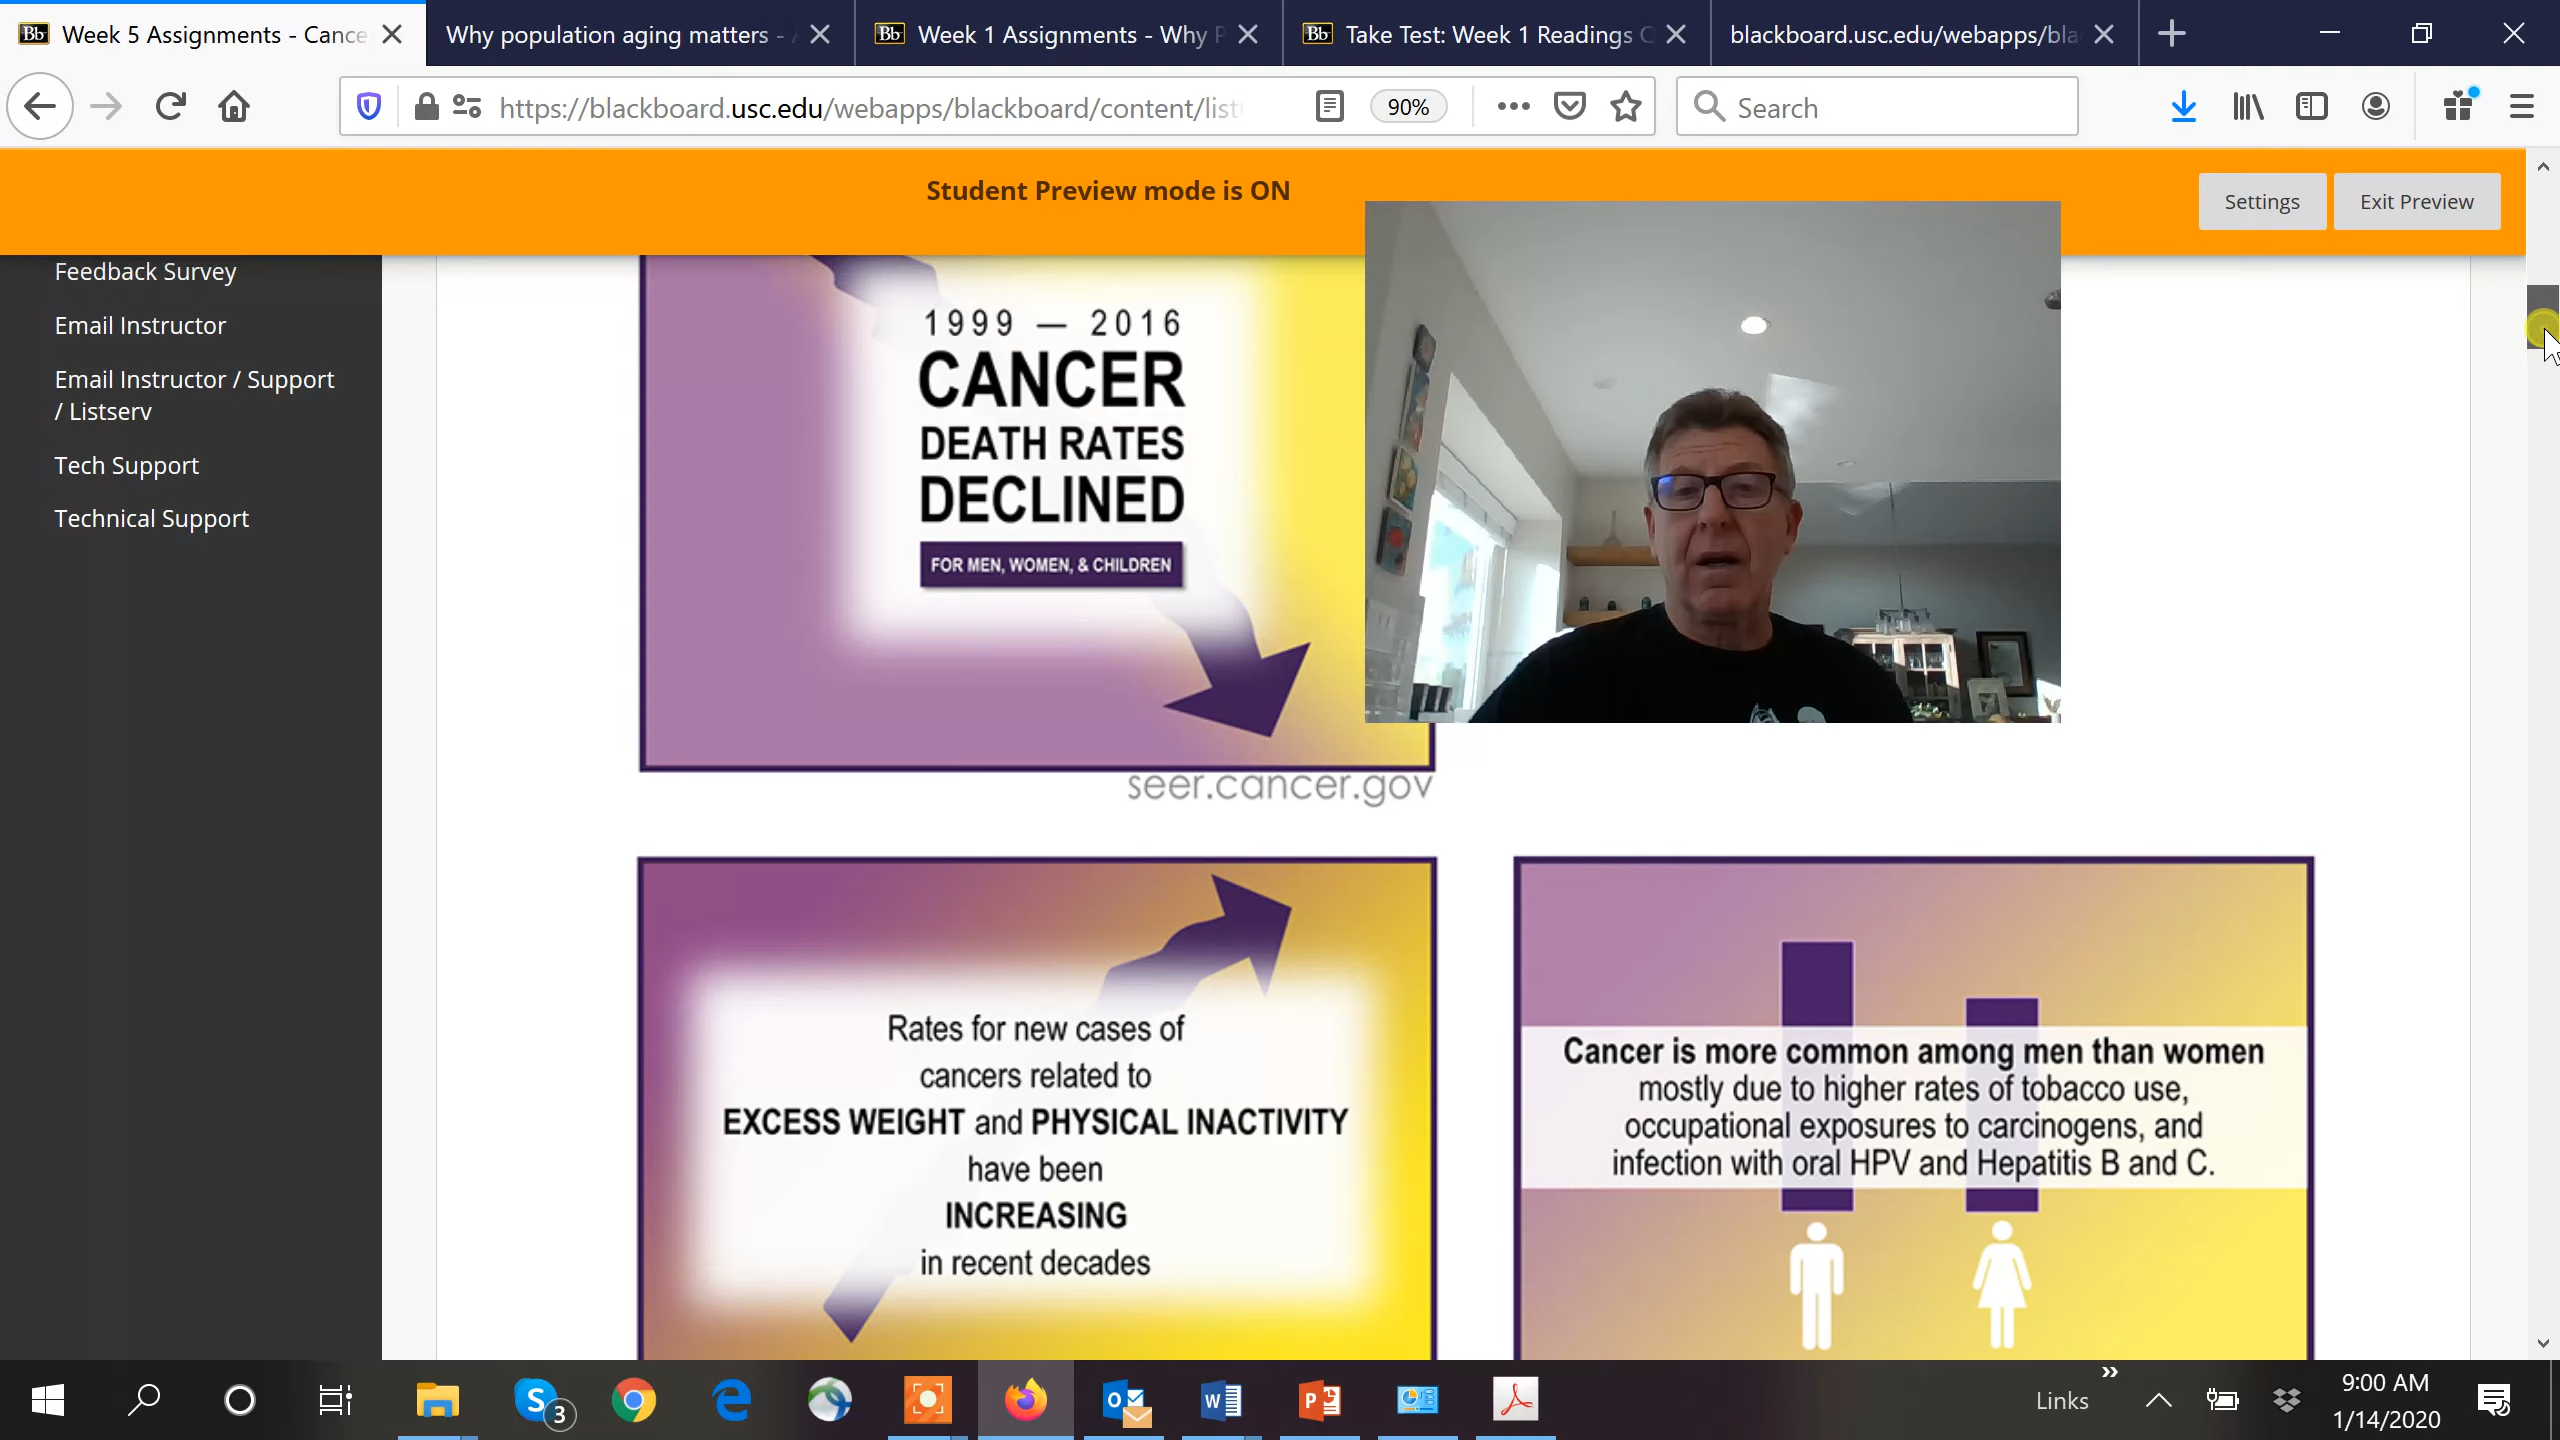 Week 5 Assignments - Cance
Why population aging matters -
Week 1 Assignments - Why P
Take Test: Week 1 Readings C
blackboard.usc.edu/webapps/bla
https://blackboard.usc.edu/webapps/blackboard/content/list
90%
Search
Student Preview mode is ON
Settings
Exit Preview
Feedback Survey
Email Instructor
Email Instructor / Support
/ Listserv
Tech Support
Technical Support
1999 — 2016
CANCER
DEATH RATES
DECLINED
FOR MEN, WOMEN, & CHILDREN
seer.cancer.gov
Rates for new cases of
cancers related to
EXCESS WEIGHT and PHYSICAL INACTIVITY
have been
INCREASING
in recent decades
Cancer is more common among men than women
mostly due to higher rates of tobacco use,
occupational exposures to carcinogens, and
infection with oral HPV and Hepatitis B and C.
3
Links
9:00 AM
1/14/2020